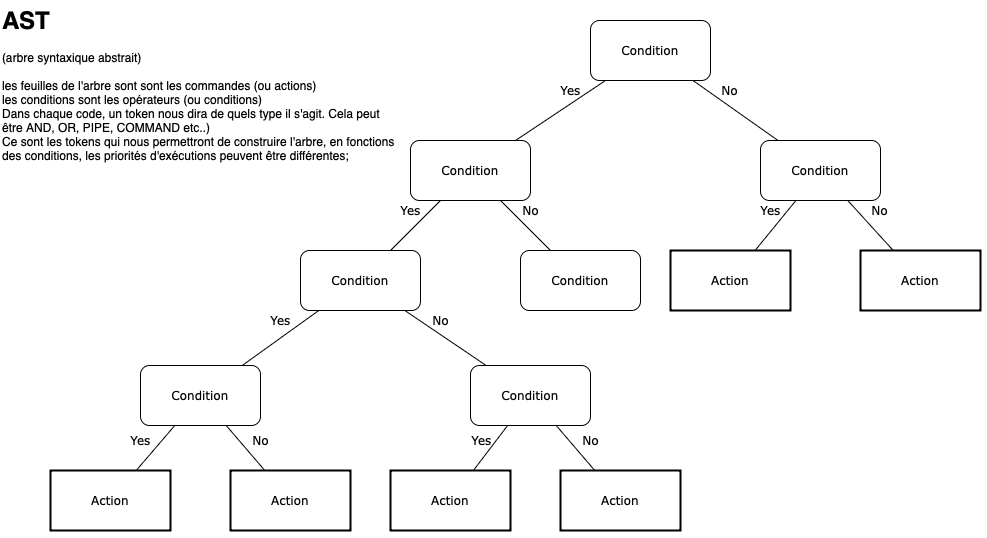 AST
(arbre syntaxique abstrait)
les feuilles de l'arbre sont sont les commandes (ou actions)
les conditions sont les opérateurs (ou conditions)
Dans chaque code, un token nous dira de quels type il s'agit. Cela peut
être AND, OR, PIPE, COMMAND etc..)
Ce sont les tokens qui nous permettront de construire l'arbre, en fonctions
des conditions, les priorités d'exécutions peuvent être différentes;
Condition
Yes
No
Condition
Condition
Yes
No
Yes
No
Condition
Condition
Action
Action
Yes
No
Condition
Condition
Yes
No
Yes
No
Action
Action
Action
Action